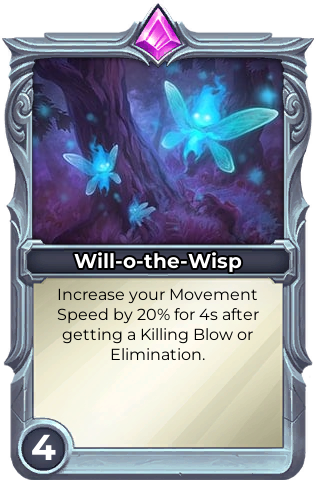 Will-o-the-Wisp
Increase your Movement
Speed by 20% for 4s after
getting a Killing Blow or
Elimination.
4